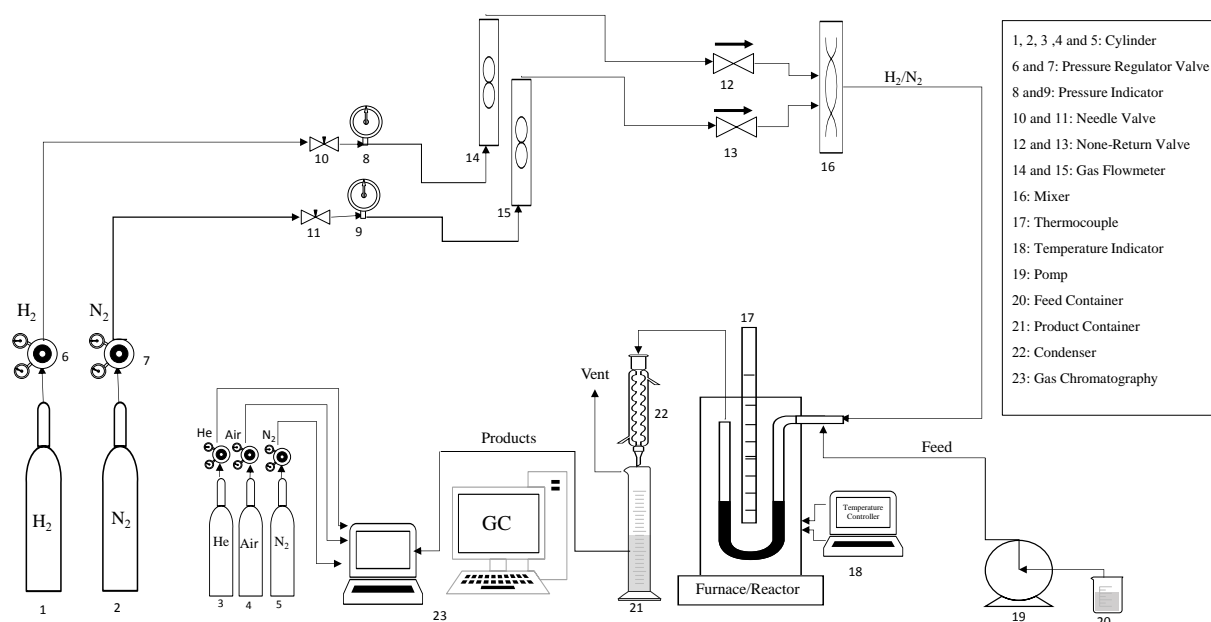 1, 2, 3 ,4 and 5: Cylinder
6 and 7: Pressure Regulator Valve
8 and9: Pressure Indicator
10 and 11: Needle Valve
12 and 13: None-Return Valve
14 and 15: Gas Flowmeter
16: Mixer
17: Thermocouple
18: Temperature Indicator
19: Pomp
20: Feed Container
21: Product Container
22: Condenser
23: Gas Chromatography
12
H₂/N₂
10
8
14
13
16
11
9
15
H₂
N₂
6
7
17
Vent
22
He
Air
N₂
Products
Feed
H₂
N₂
He
Air
N₂
GC
Temperature
Controller
18
Furnace/Reactor
1
2
3
4
5
23
21
19
20